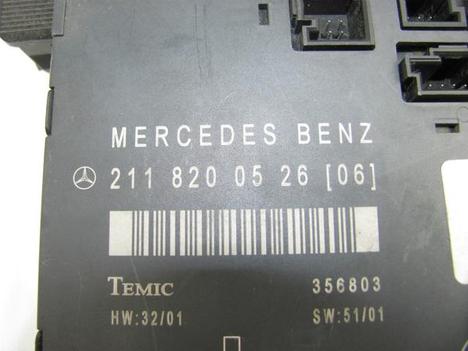 MERCEDES BENZ
211 820 05 26 [06]
TEMIC 356803
HW:32/01 SW:51/01